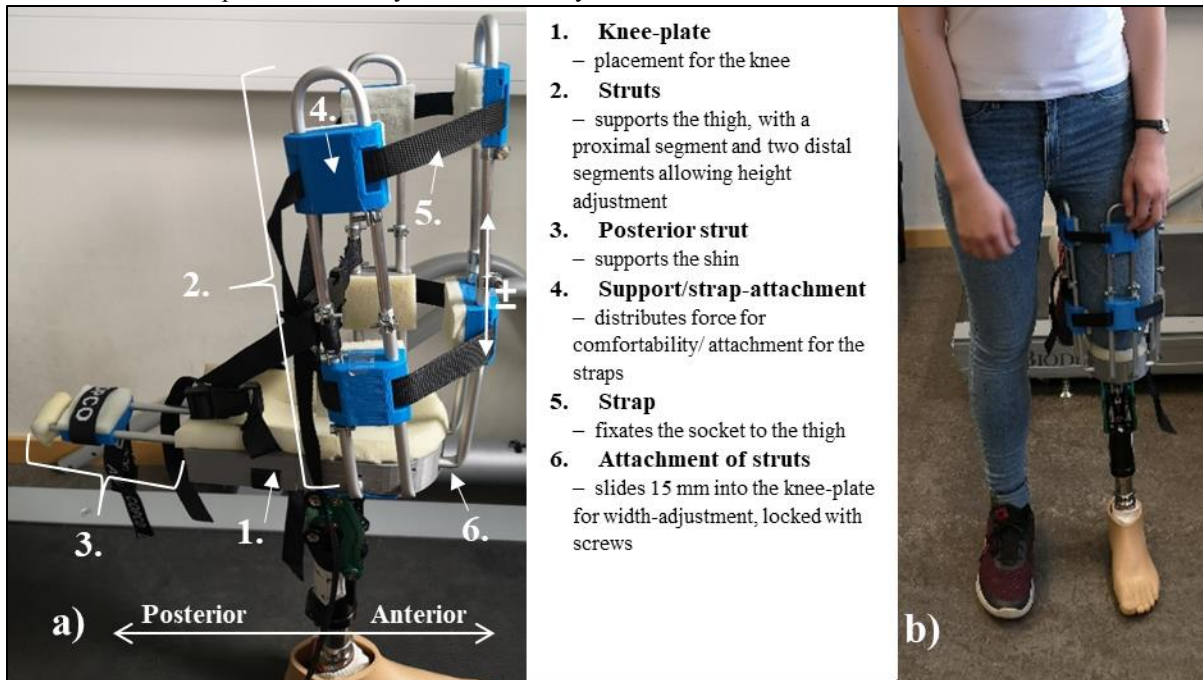 4.
5.
2.
±
3.
1.
6.
a)
Posterior Anterior
1. Knee-plate
– placement for the knee
2. Struts
– supports the thigh, with a
proximal segment and two distal
segments allowing height
adjustment
3. Posterior strut
– supports the shin
4. Support/strap-attachment
– distributes force for
comfortability/ attachment for the
straps
5. Strap
– fixates the socket to the thigh
6. Attachment of struts
– slides 15 mm into the knee-plate
for width-adjustment, locked with
screws
b)